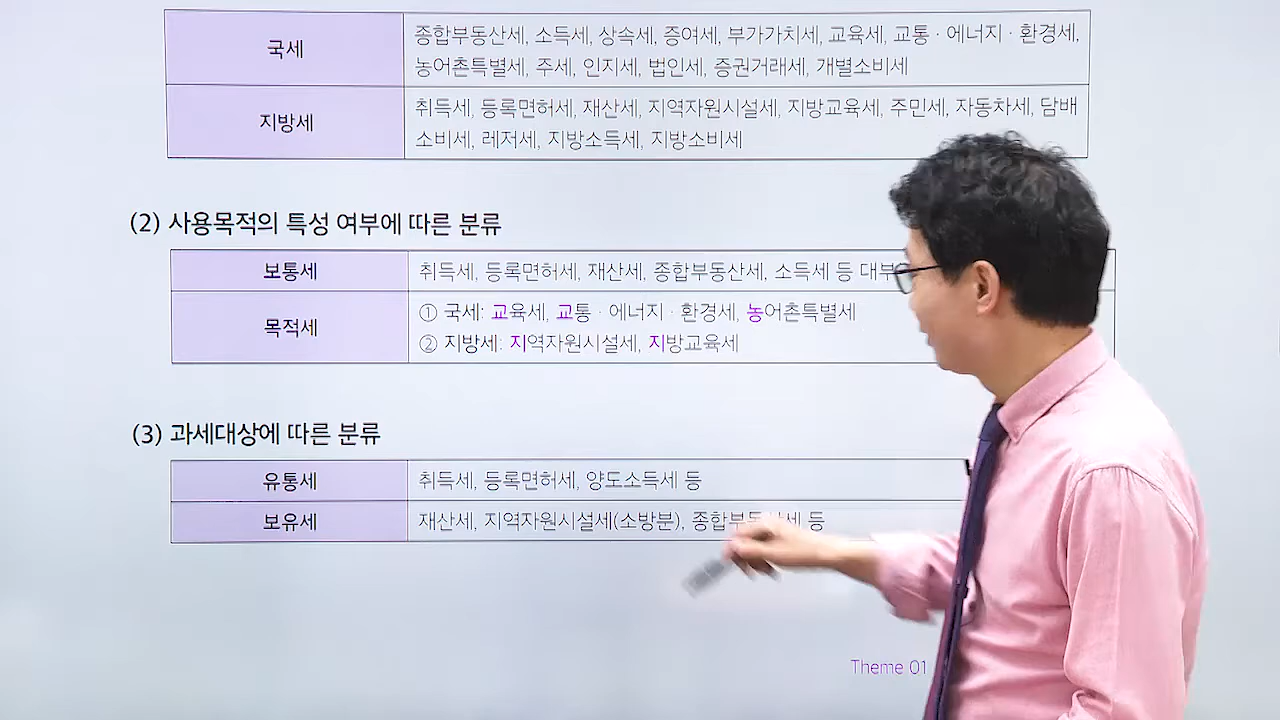 국세
종합부동산세, 소득세, 상속세, 증여세, 부가가치세, 교육세, 교통 · 에너지 · 환경세,
농어촌특별세, 주세, 인지세, 법인세, 증권거래세, 개별소비세
지방세
취득세, 등록면허세, 재산세, 지역자원시설세, 지방교육세, 주민세, 자동차세, 담배
소비세, 레저세, 지방소득세, 지방소비세
(2) 사용목적의 특성 여부에 따른 분류
보통세
취득세, 등록면허세, 재산세, 종합부동산세, 소득세 등
목적세
① 국세: 교육세, 교통 · 에너지 · 환경세, 농어촌특별세
② 지방세: 지역자원시설세, 지방교육세
(3) 과세대상에 따른 분류
유통세
취득세, 등록면허세, 양도소득세 등
보유세
재산세, 지역자원시설세(소방분), 종합부동산세 등
Theme 01